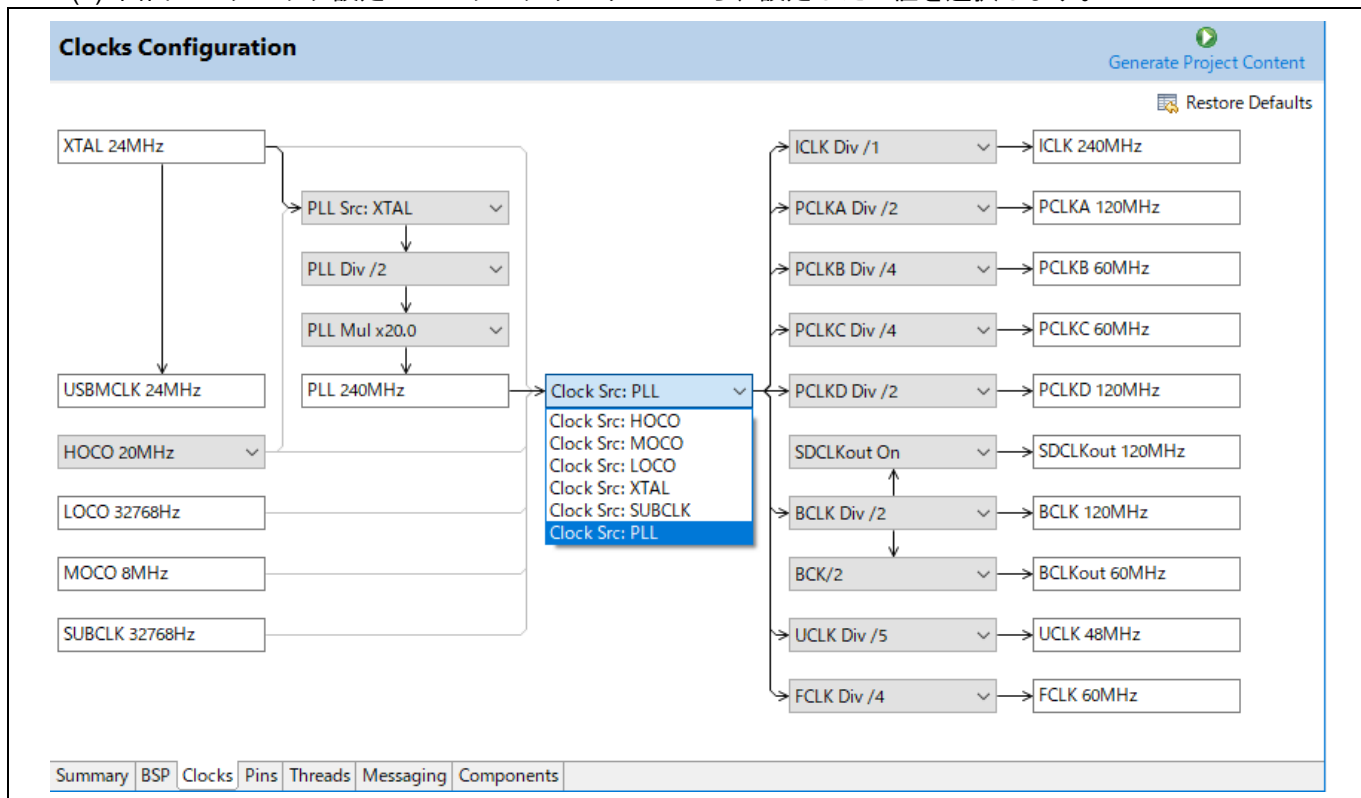 Clocks Configuration
Generate Project Content
Restore Defaults
XTAL 24MHz
PLL Src: XTAL
PLL Div /2
PLL Mul x20.0
USBMCLK 24MHz
PLL 240MHz
HOCO 20MHz
LOCO 32768Hz
MOCO 8MHz
SUBCLK 32768Hz
Clock Src: PLL
Clock Src: HOCO
Clock Src: MOCO
Clock Src: LOCO
Clock Src: XTAL
Clock Src: SUBCLK
Clock Src: PLL
ICLK Div /1
ICLK 240MHz
PCLKA Div /2
PCLKA 120MHz
PCLKB Div /4
PCLKB 60MHz
PCLKC Div /4
PCLKC 60MHz
PCLKD Div /2
PCLKD 120MHz
SDCLKout On
SDCLKout 120MHz
BCLK Div /2
BCLK 120MHz
BCK/2
BCLKout 60MHz
UCLK Div /5
UCLK 48MHz
FCLK Div /4
FCLK 60MHz
Summary BSP Clocks Pins Threads Messaging Components